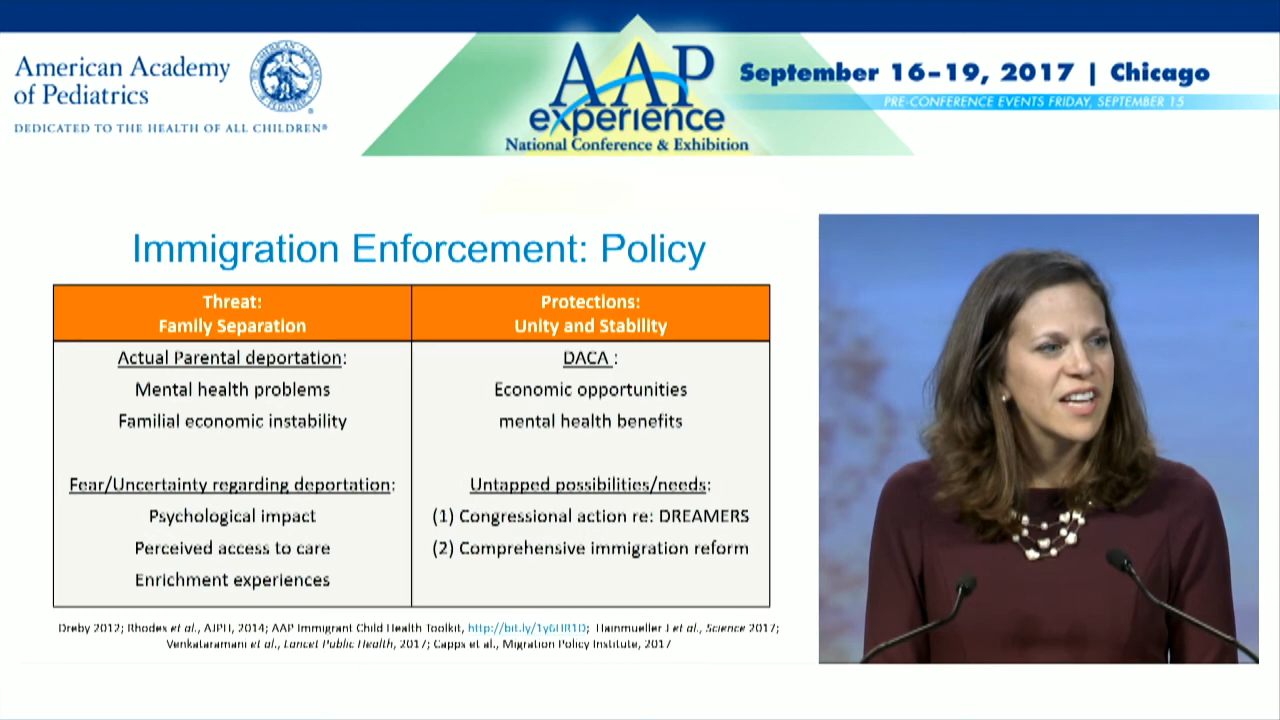 American Academy
of Pediatrics
DEDICATED TO THE HEALTH OF ALL CHILDREN®
AAP
experience
National Conference & Exhibition
September 16–19, 2017 | Chicago
PRE-CONFERENCE EVENTS FRIDAY, SEPTEMBER 15
Immigration Enforcement: Policy
Threat:
Family Separation
Protections:
Unity and Stability
Actual Parental deportation:
Mental health problems
Familial economic instability
Fear/Uncertainty regarding deportation:
Psychological impact
Perceived access to care
Enrichment experiences
DACA :
Economic opportunities
mental health benefits
Untapped possibilities/needs:
(1) Congressional action re: DREAMERS
(2) Comprehensive immigration reform
Dreby 2012; Rhodes et al., AJPH, 2014; AAP Immigrant Child Health Toolkit, Hainmueller J et al., Science 2017;
Venkataramani et al., Lancet Public Health, 2017; Capps et al., Migration Policy Institute, 2017